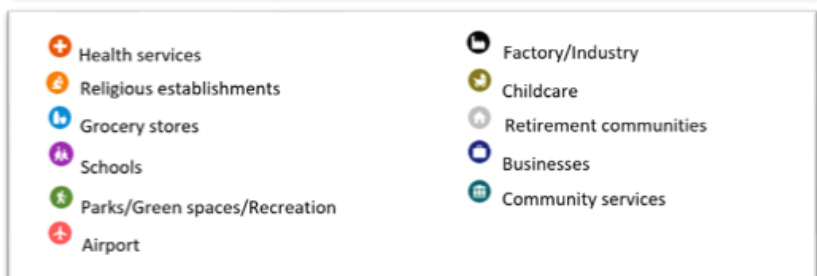 Health services
Religious establishments
Grocery stores
Schools
Parks/Green spaces/Recreation
Airport
Factory/Industry
Childcare
Retirement communities
Businesses
Community services